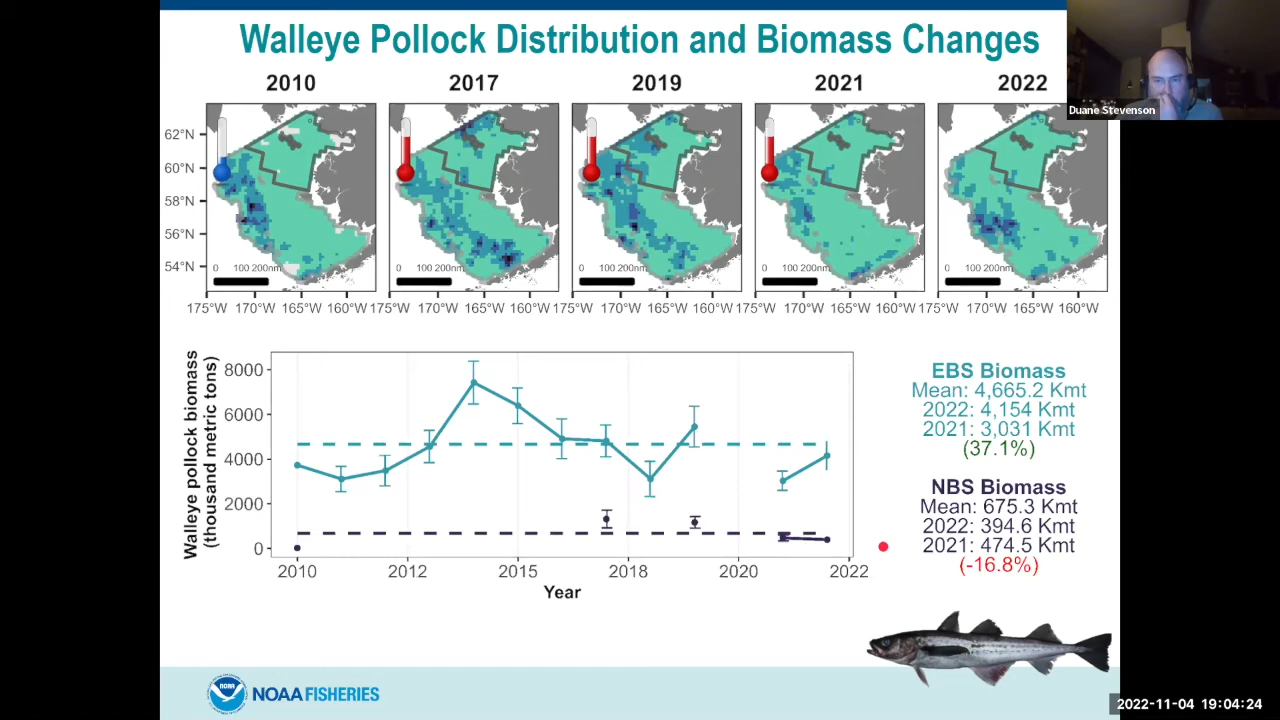 Walleye Pollock Distribution and Biomass Changes
Duane Stevenson
2010 2017 2019 2021 2022
62°N
60°N
58°N
56°N
54°N
0 100 200nm 0 100 200nm 0 100 200nm 0 100 200nm 0 100 200nm
175°W 170°W 165°W 160°W 175°W 170°W 165°W 160°W 175°W 170°W 165°W 160°W 175°W 170°W 165°W 160°W 175°W 170°W 165°W 160°W
Walleye pollock biomass
(thousand metric tons)
8000
6000
4000
2000
0
2010 2012 2015 2018 2020 2022
Year
EBS Biomass
Mean: 4,665.2 Kmt
2022: 4,154 Kmt
2021: 3,031 Kmt
(37.1%)
NBS Biomass
Mean: 675.3 Kmt
2022: 394.6 Kmt
2021: 474.5 Kmt
(-16.8%)
NOAA
NOAA FISHERIES
2022-11-04 19:04:24